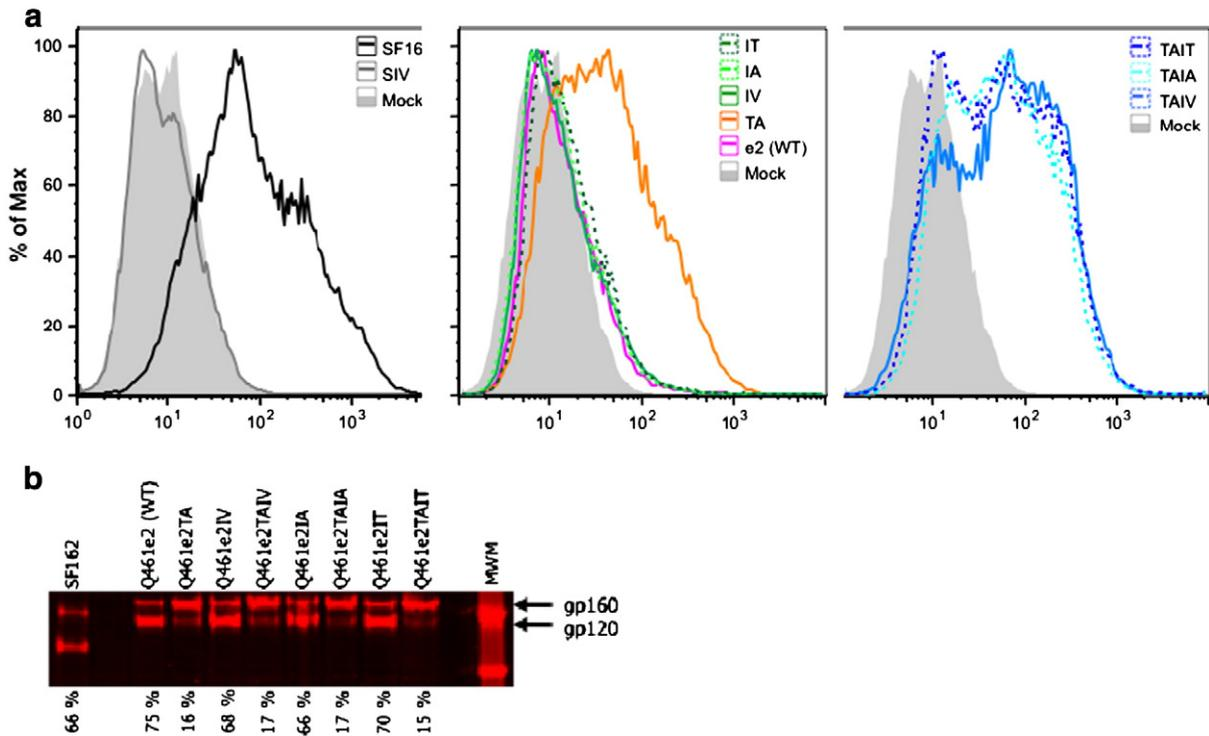 a
% of Max
100
80
60
40
20
0
10⁰ 10¹ 10² 10³
SF16
SIV
Mock
10¹ 10² 10³
IT
IA
IV
TA
e2 (WT)
Mock
10¹ 10² 10³
TAIT
TAIA
TAIV
Mock
b
SF162
Q461e2 (WT)
Q461e2TA
Q461e2IV
Q461e2TAIV
Q461e2IA
Q461e2TAIA
Q461e2IT
Q461e2TAIT
MWM
gp160
gp120
66 %
75 %
16 %
68 %
17 %
66 %
17 %
70 %
15 %